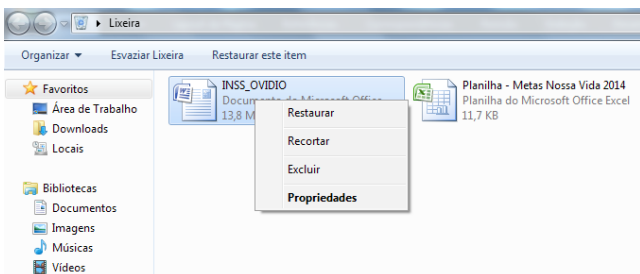 Lixeira
Organizar Esvaziar Lixeira Restaurar este item
Favoritos
Área de Trabalho
Downloads
Locais
Bibliotecas
Documentos
Imagens
Músicas
Vídeos
INSS_OVIDIO
Documento do Microsoft Office
13,8 M
Restaurar
Recortar
Excluir
Propriedades
Planilha - Metas Nossa Vida 2014
Planilha do Microsoft Office Excel
11,7 KB